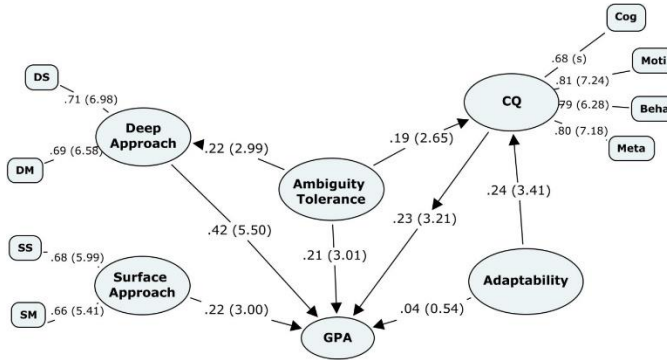 Cog
.68 (s)
Moti
.81 (7.24)
DS
.71 (6.98)
CQ
.79 (6.28)
Beha
Deep
Approach
.22 (2.99)
.19 (2.65)
.80 (7.18)
Meta
.69 (6.58)
DM
Ambiguity
Tolerance
.24 (3.41)
.23 (3.21)
.42 (5.50)
SS
.68 (5.99)
.21 (3.01)
Surface
Approach
Adaptability
SM
.66 (5.41)
.22 (3.00)
.04 (0.54)
GPA